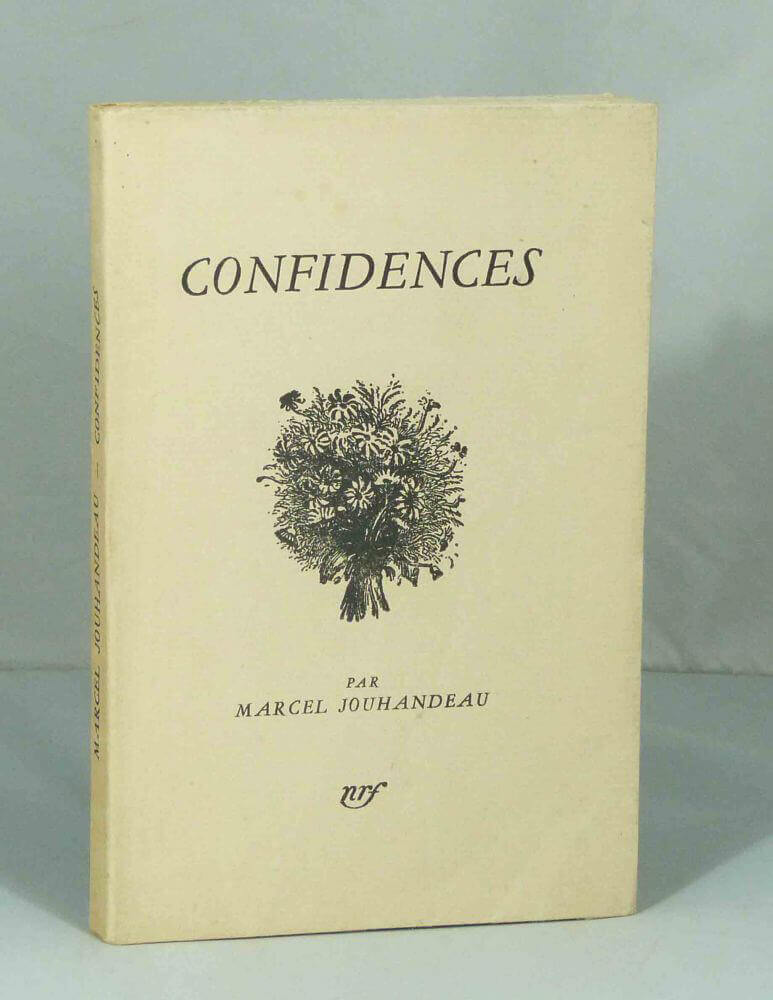 CONFIDENCES
PAR
MARCEL JOUHANDEAU
nrf
MARCEL JOUHANDEAU – CONFIDENCES